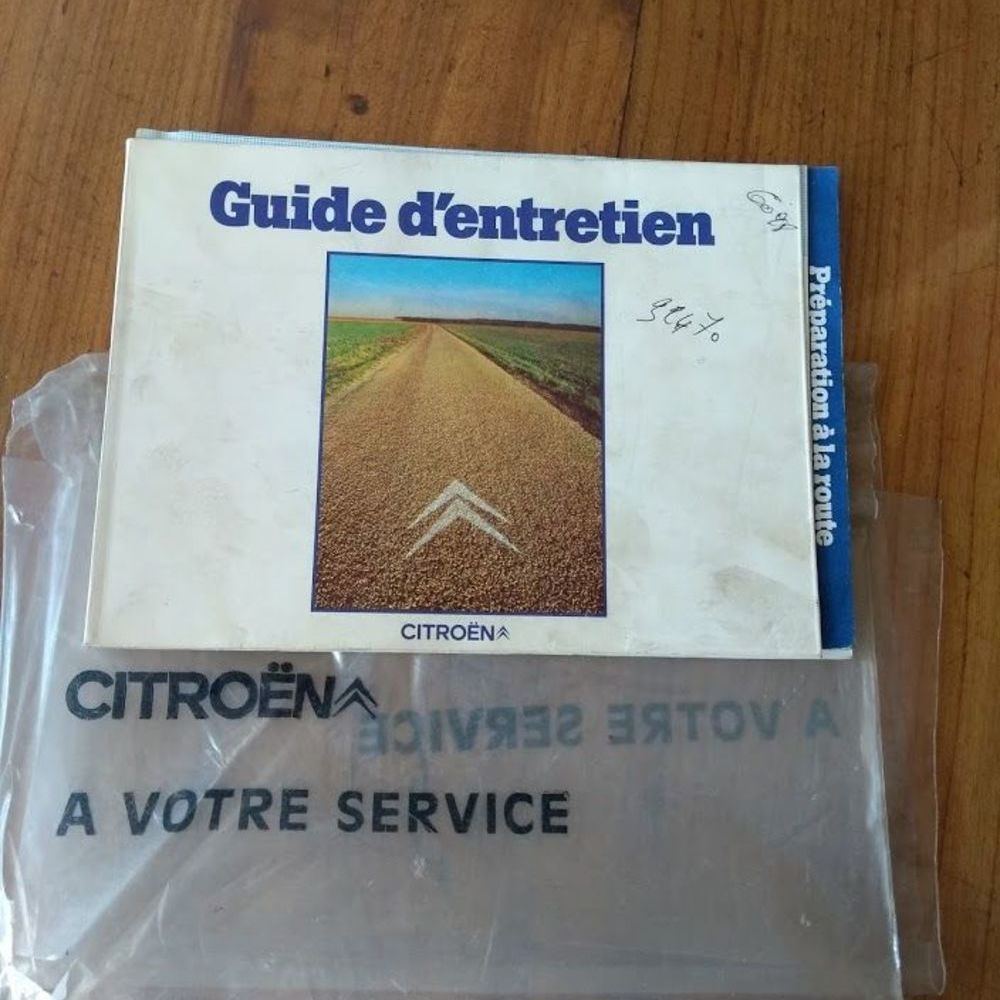 Guide d'entretien
Préparation à la route
CITROËN
CITROËN
A VOTRE SERVICE
A VOTRE SERVICE